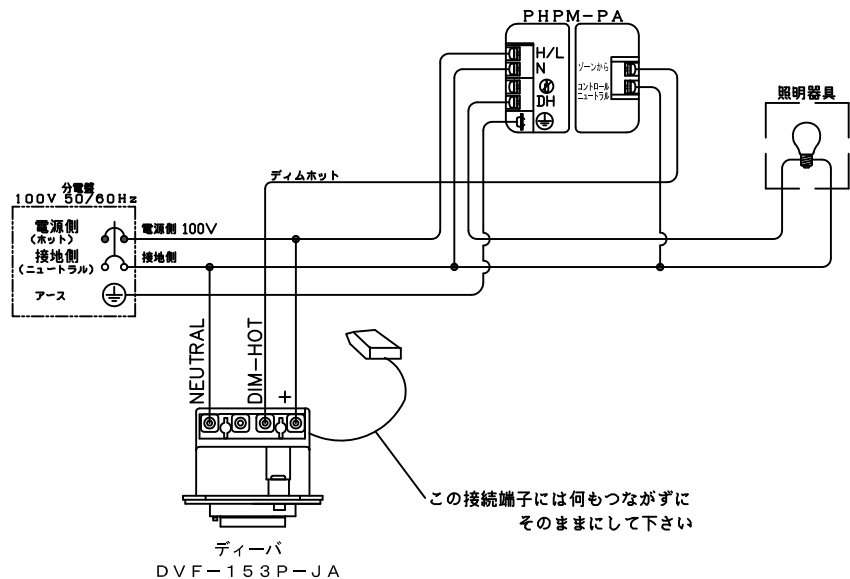 PHPM-PA
H/L
N
DH
ゾーンから
コントロール
ニュートラル
照明器具
ディムホット
分電盤
100V 50/60Hz
電源側
(ホット)
電源側 100V
接地側
(ニュートラル)
接地側
アース
NEUTRAL
DIM-HOT
+
この接続端子には何もつながずに
そのままにして下さい
ディーバ
DVF-153P-JA